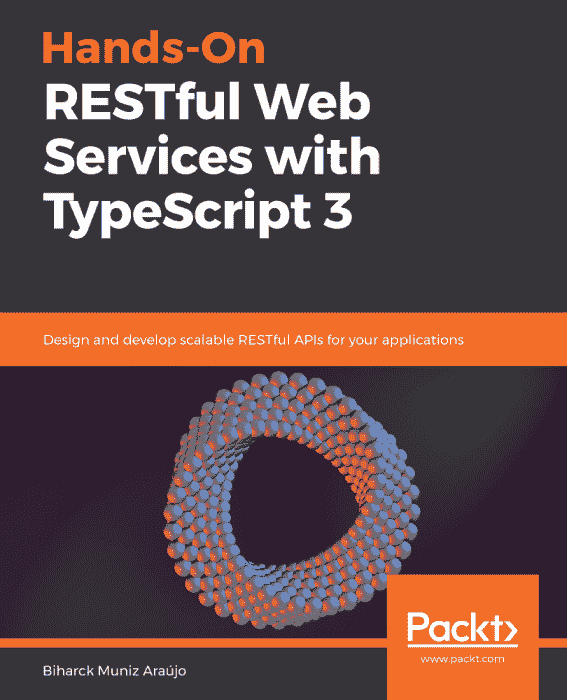 Hands-On
RESTful Web
Services with
TypeScript 3
Design and develop scalable RESTful APIs for your applications
Packt>
www.packt.com
Biharck Muniz Araújo